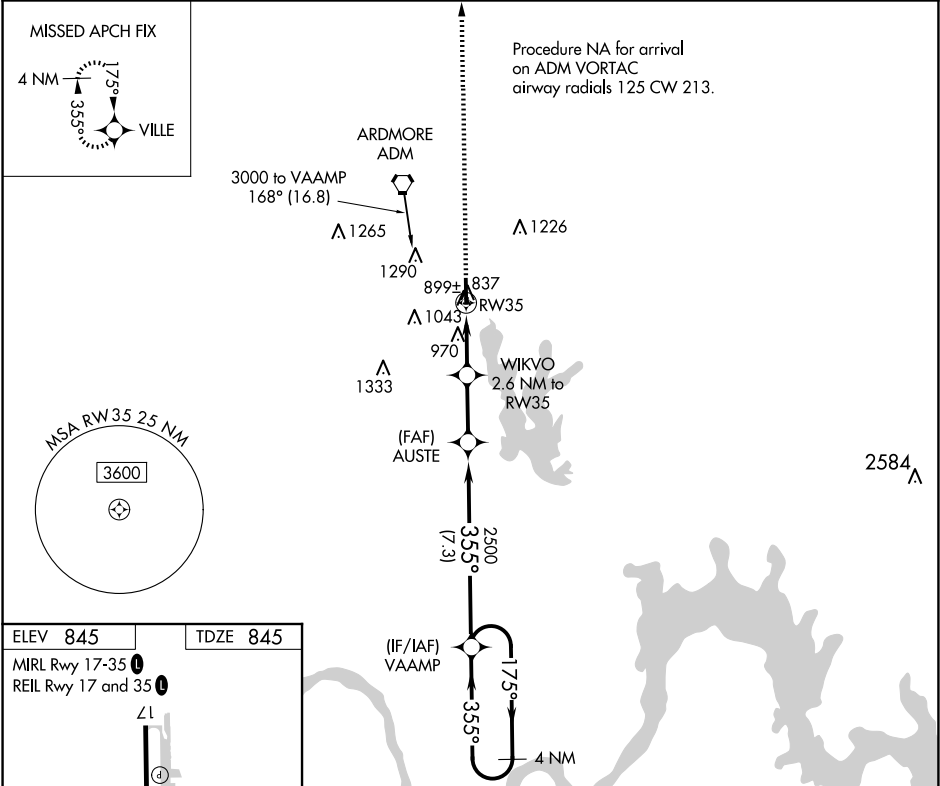 MISSED APCH FIX
4 NM
175°
355°
VILLE
Procedure NA for arrival
on ADM VORTAC
airway radials 125 CW 213.
ARDMORE
ADM
3000 to VAAMP
168° (16.8)
1265
1226
1290
899±
837
RW35
1043
970
1333
WIKVO
2.6 NM to
RW35
(FAF)
AUSTE
MSA RW35 25 NM
3600
2584
2500
355°
(7.3)
(IF/IAF)
VAAMP
175°
355°
4 NM
ELEV 845
TDZE 845
MIRL Rwy 17-35 L
REIL Rwy 17 and 35 L
17
P